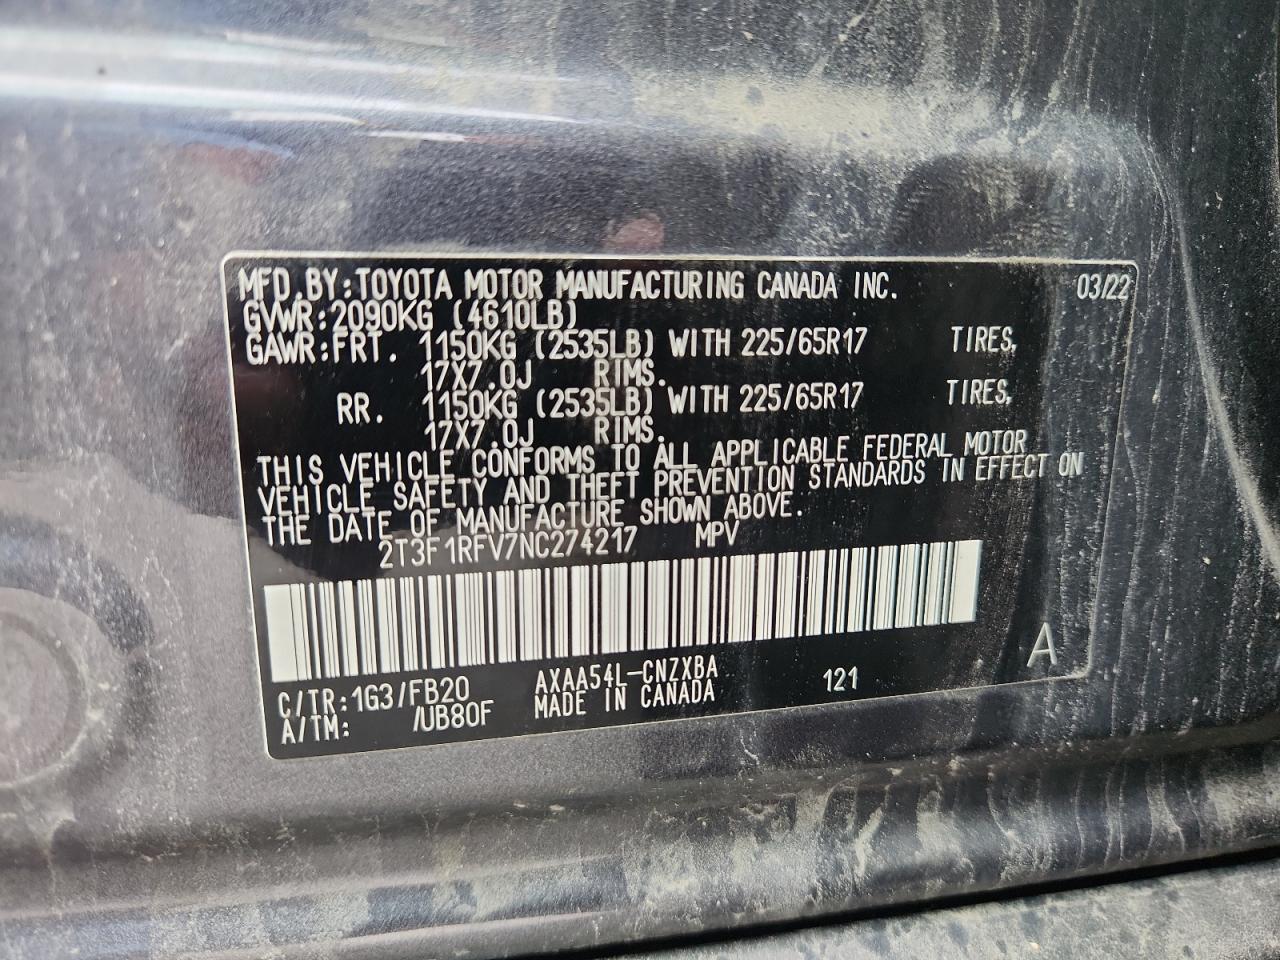 MFD.BY:TOYOTA MOTOR MANUFACTURING CANADA INC. 03/22
GVWR:2090KG (4610LB)
GAWR:FRT. 1150KG (2535LB) WITH 225/65R17 TIRES,
17X7.0J RIMS.
RR. 1150KG (2535LB) WITH 225/65R17 TIRES,
17X7.0J RIMS.
THIS VEHICLE CONFORMS TO ALL APPLICABLE FEDERAL MOTOR
VEHICLE SAFETY AND THEFT PREVENTION STANDARDS IN EFFECT ON
THE DATE OF MANUFACTURE SHOWN ABOVE.
2T3F1RFV7NC274217 MPV
C/TR:1G3/FB20 AXAA54L-CNZXBA 121 A
A/TM: /UB80F MADE IN CANADA